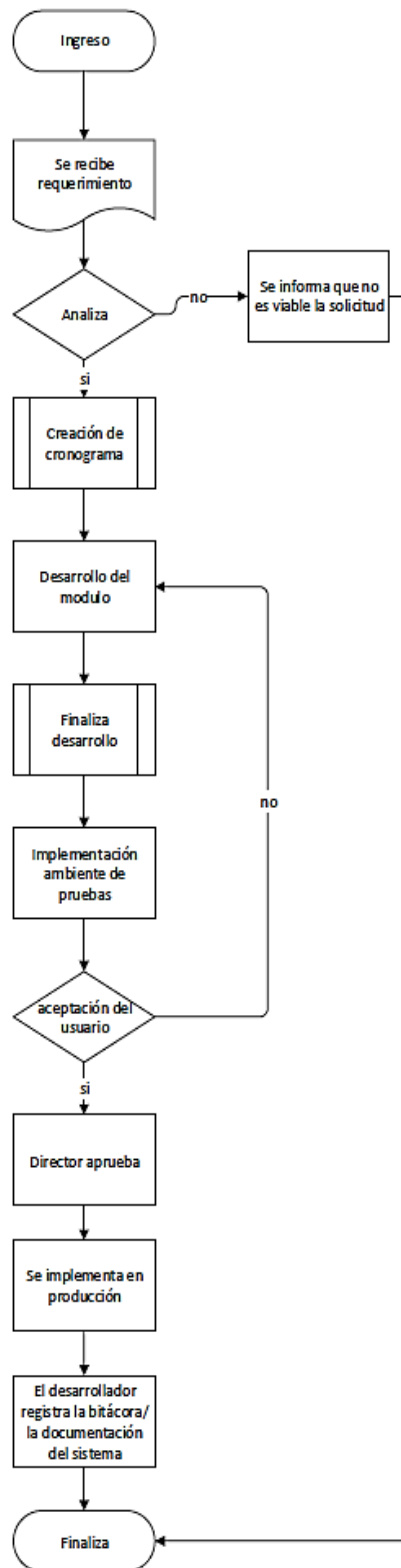 Ingreso
Se recibe
requerimiento
Analiza
no
Se informa que no
es viable la solicitud
si
Creación de
cronograma
Desarrollo del
modulo
Finaliza
desarrollo
no
Implementación
ambiente de
pruebas
aceptación del
usuario
si
Director aprueba
Se implementa en
producción
El desarrollador
registra la bitácora/
la documentación
del sistema
Finaliza